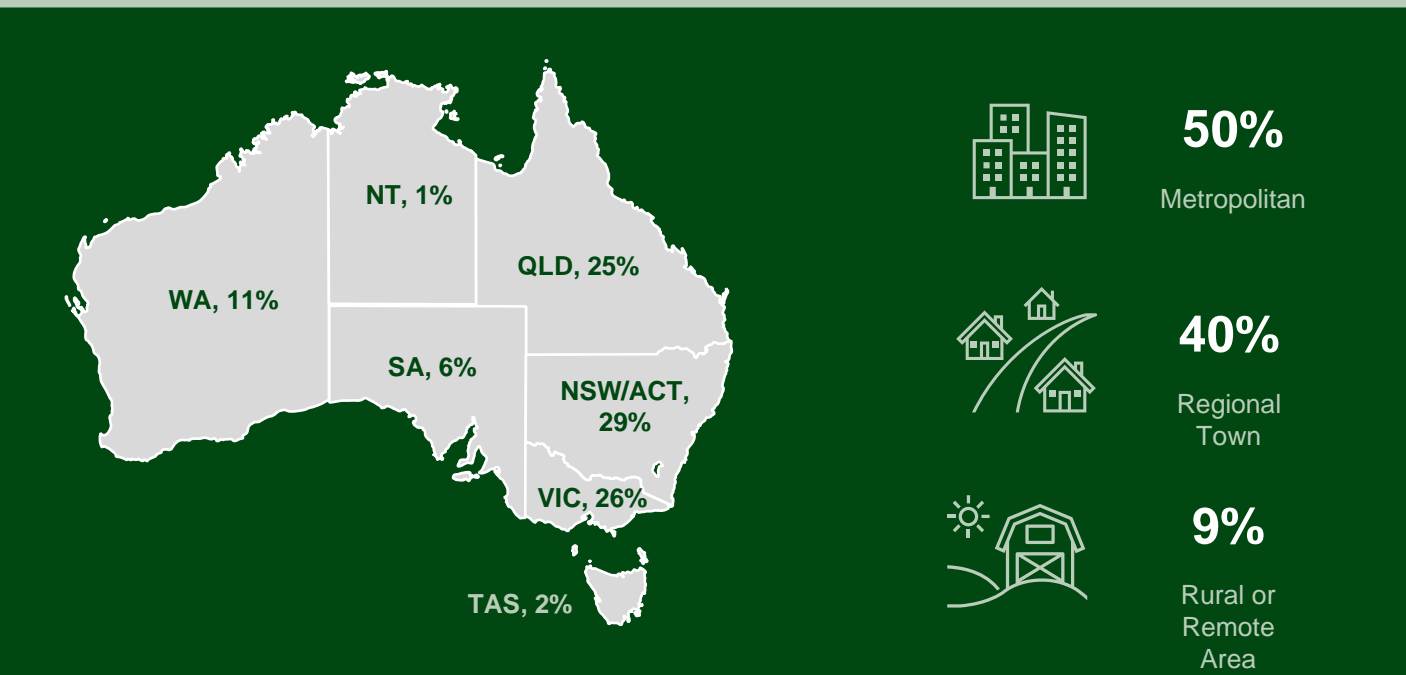 NT, 1%
QLD, 25%
WA, 11%
SA, 6%
NSW/ACT,
29%
VIC, 26%
TAS, 2%
50%
Metropolitan
40%
Regional
Town
9%
Rural or
Remote
Area